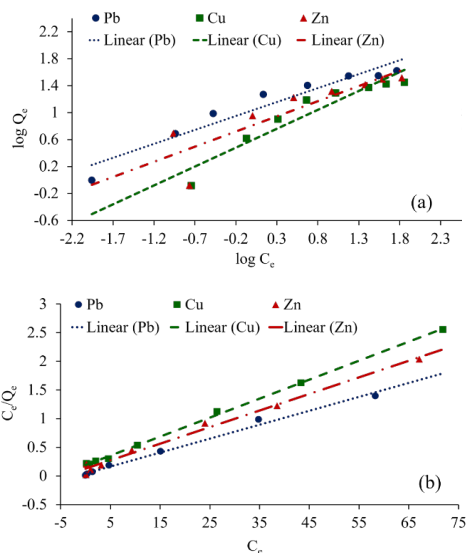 Pb Cu Zn
Linear (Pb) Linear (Cu) Linear (Zn)
2.2
1.8
1.4
1
0.6
0.2
-0.2
-0.6
log Qe
(a)
-2.2 -1.7 -1.2 -0.7 -0.2 0.3 0.8 1.3 1.8 2.3
log Ce
Pb Cu Zn
Linear (Pb) Linear (Cu) Linear (Zn)
3
2.5
2
1.5
1
0.5
0
-0.5
Ce/Qe
(b)
-5 5 15 25 35 45 55 65 75
Ce